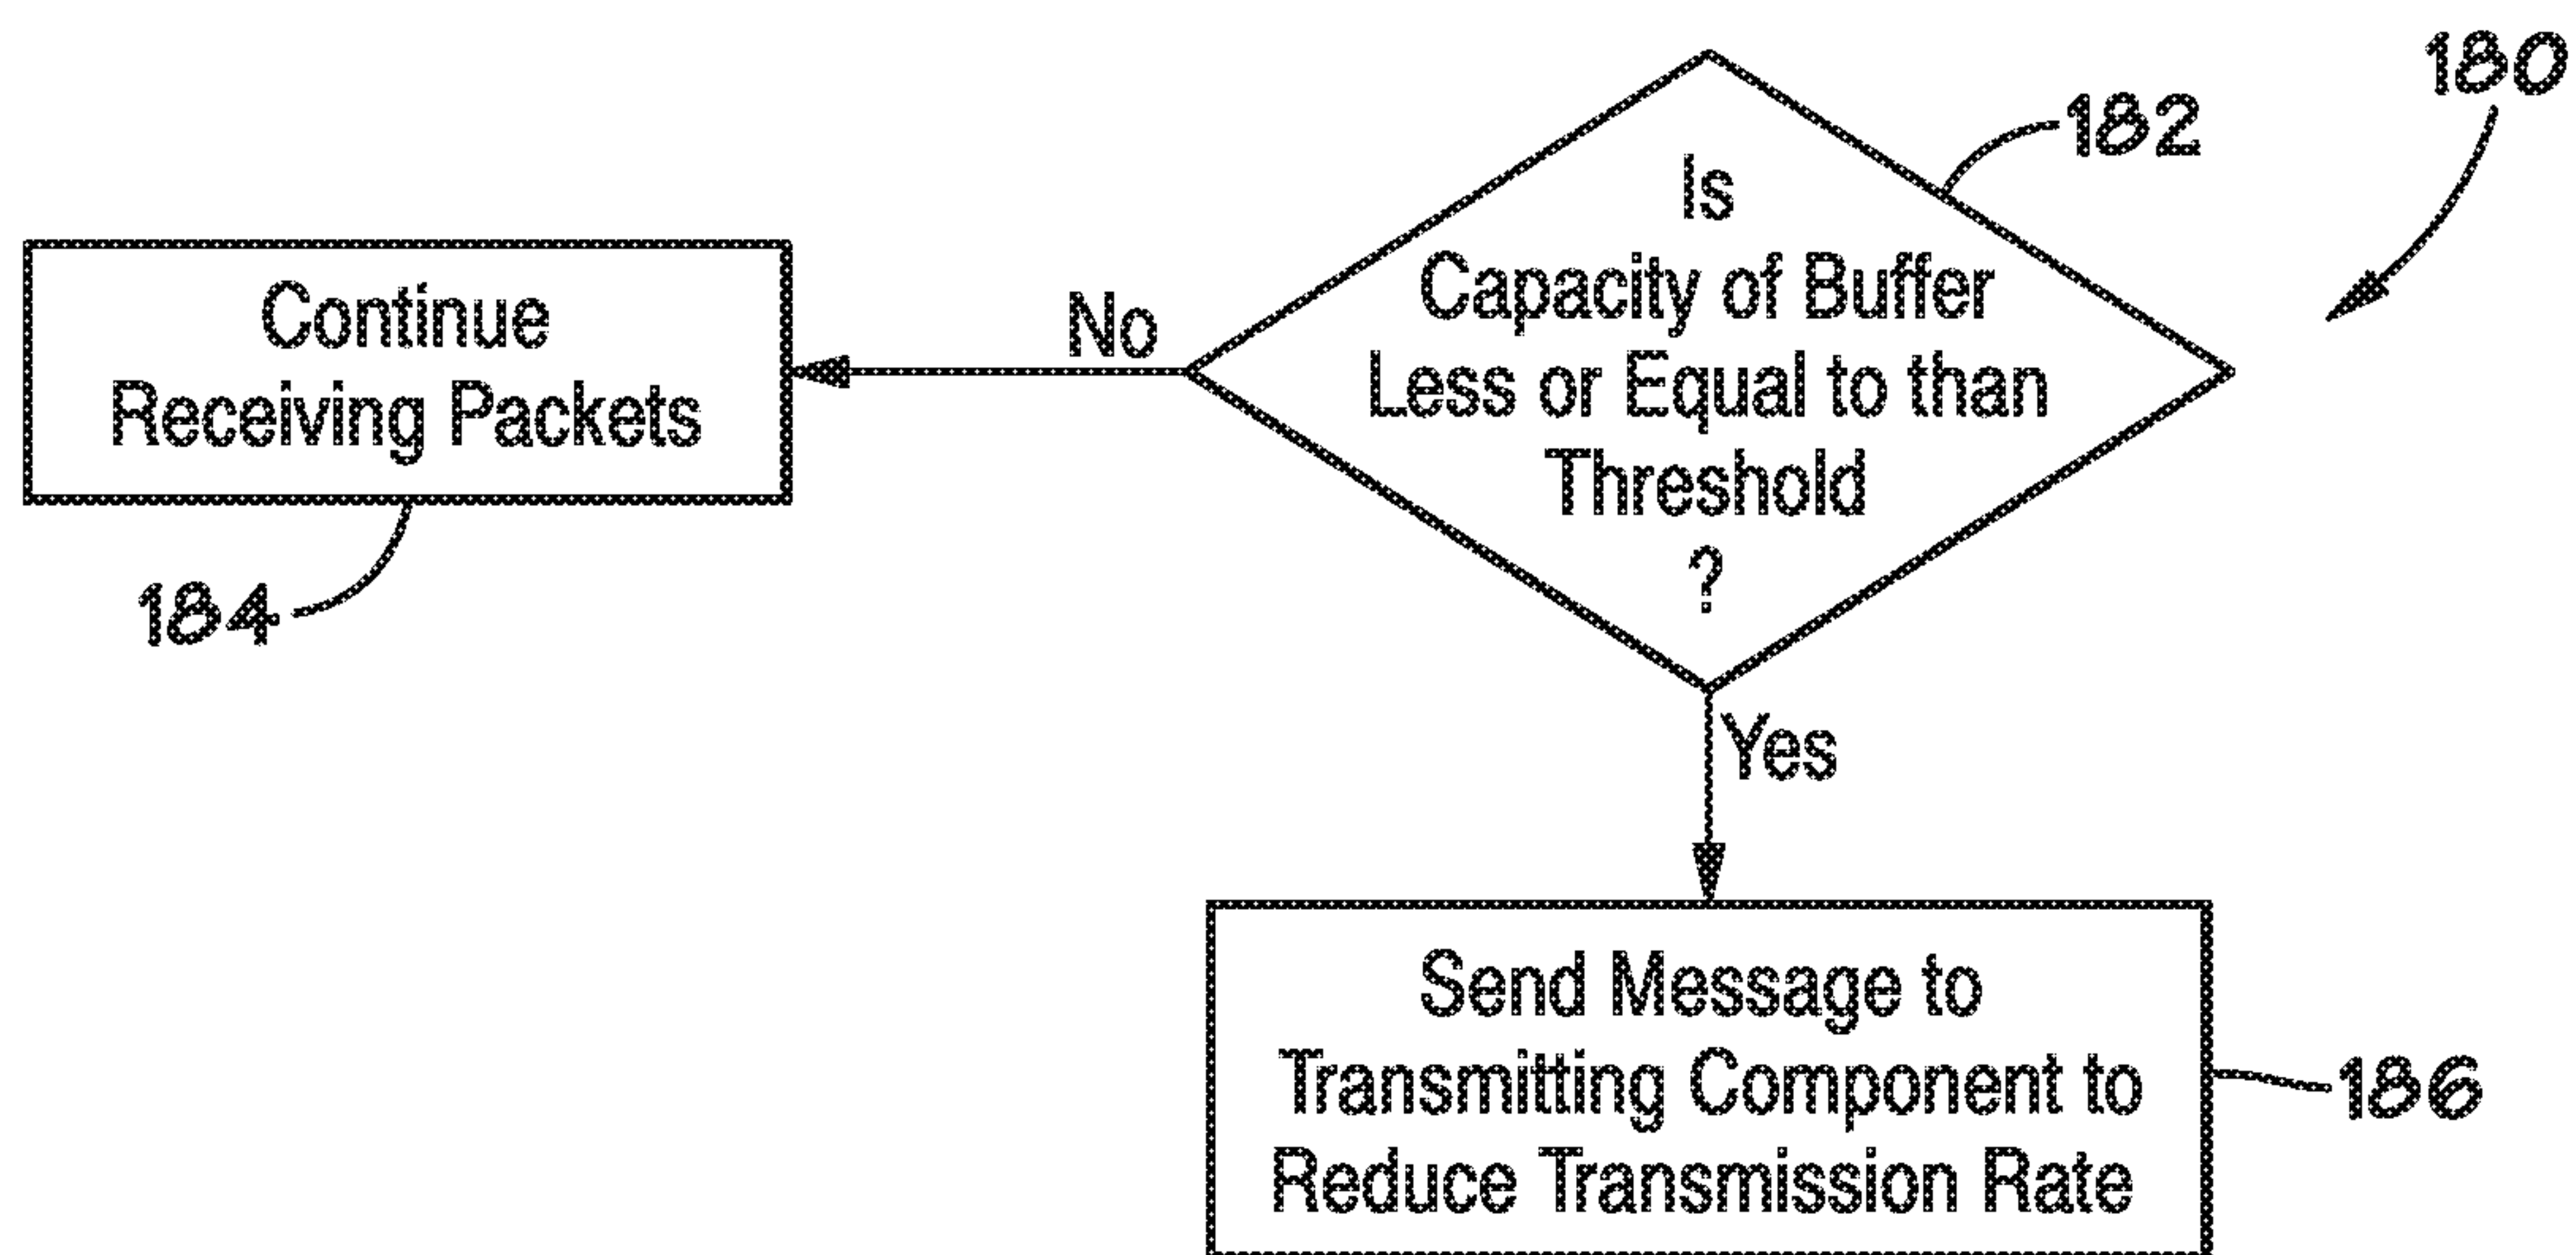 180
182
Is
Capacity of Buffer
Less or Equal to than
Threshold
?
No
Continue
Receiving Packets
184
Yes
Send Message to
Transmitting Component to
Reduce Transmission Rate
186